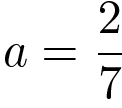 a = 2/7